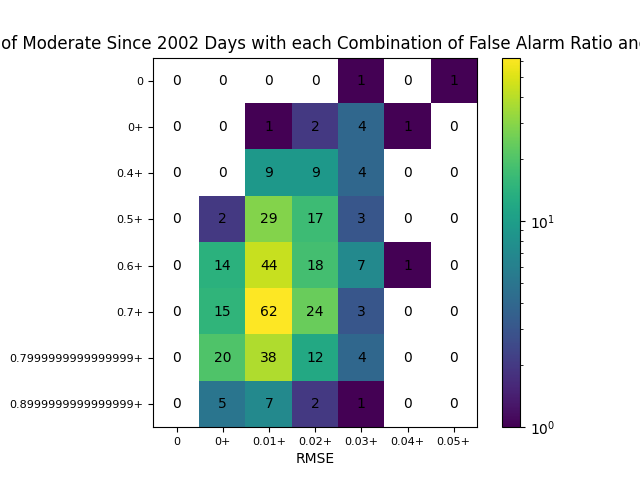 of Moderate Since 2002 Days with each Combination of False Alarm Ratio an
0 0 0 0 0 1 0 1
0+ 0 0 1 2 4 1 0
0.4+ 0 0 9 9 4 0 0
0.5+ 0 2 29 17 3 0 0
0.6+ 0 14 44 18 7 1 0
0.7+ 0 15 62 24 3 0 0
0.7999999999999999+ 0 20 38 12 4 0 0
0.8999999999999999+ 0 5 7 2 1 0 0
0 0+ 0.01+ 0.02+ 0.03+ 0.04+ 0.05+
RMSE
10¹
10⁰